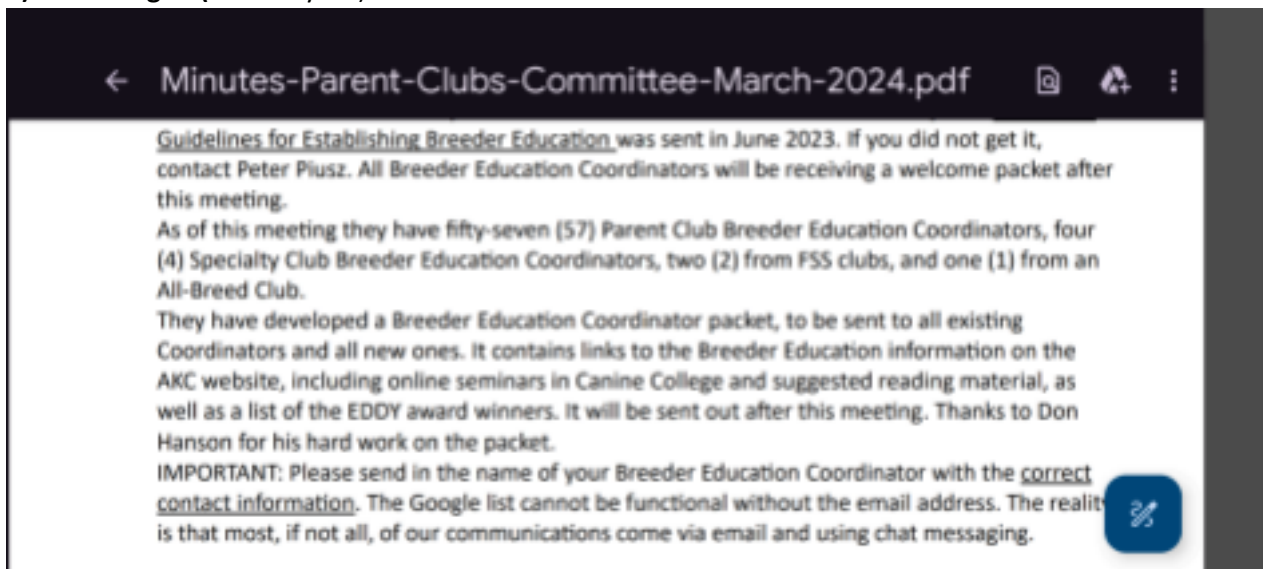 Minutes-Parent-Clubs-Committee-March-2024.pdf
Guidelines for Establishing Breeder Education was sent in June 2023. If you did not get it,
contact Peter Piusz. All Breeder Education Coordinators will be receiving a welcome packet after
this meeting.
As of this meeting they have fifty-seven (57) Parent Club Breeder Education Coordinators, four
(4) Specialty Club Breeder Education Coordinators, two (2) from FSS clubs, and one (1) from an
All-Breed Club.
They have developed a Breeder Education Coordinator packet, to be sent to all existing
Coordinators and all new ones. It contains links to the Breeder Education information on the
AKC website, including online seminars in Canine College and suggested reading material, as
well as a list of the EDDY award winners. It will be sent out after this meeting. Thanks to Don
Hanson for his hard work on the packet.
IMPORTANT: Please send in the name of your Breeder Education Coordinator with the correct
contact information. The Google list cannot be functional without the email address. The realit
is that most, if not all, of our communications come via email and using chat messaging.